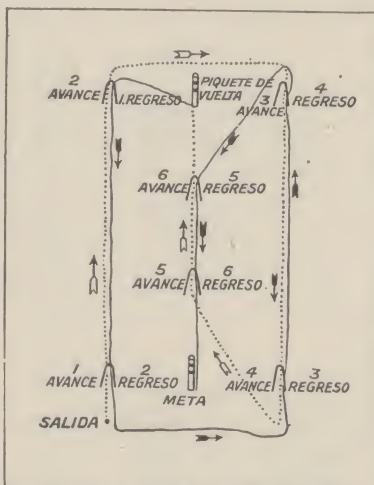 2
AVANCE
1. REGRESO
PIQUETE DE
VUELTA
3
AVANCE
4
REGRESO
6
AVANCE
5
REGRESO
5
AVANCE
6
REGRESO
1
AVANCE
2
REGRESO
META
4
AVANCE
3
REGRESO
SALIDA